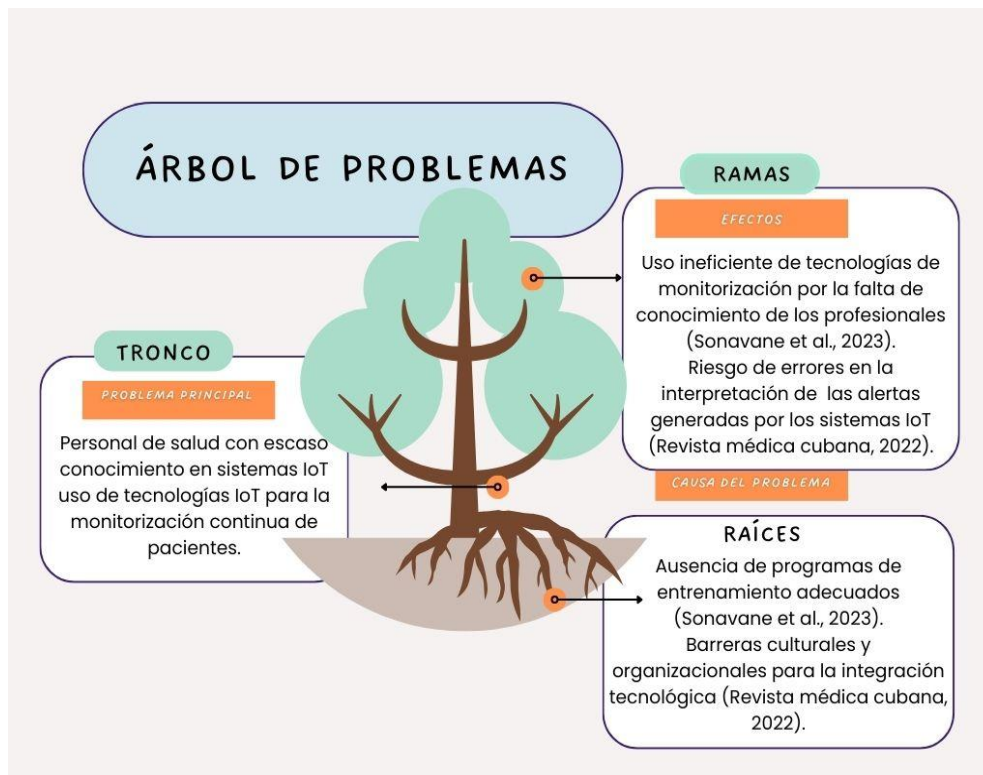 ÁRBOL DE PROBLEMAS
TRONCO
PROBLEMA PRINCIPAL
Personal de salud con escaso
conocimiento en sistemas IoT
uso de tecnologías IoT para la
monitorización continua de
pacientes.
RAMAS
EFECTOS
Uso ineficiente de tecnologías de
monitorización por la falta de
conocimiento de los profesionales
(Sonavane et al., 2023).
Riesgo de errores en la
interpretación de las alertas
generadas por los sistemas IoT
(Revista médica cubana, 2022).
CAUSA DEL PROBLEMA
RAÍCES
Ausencia de programas de
entrenamiento adecuados
(Sonavane et al., 2023).
Barreras culturales y
organizacionales para la integración
tecnológica (Revista médica cubana,
2022).